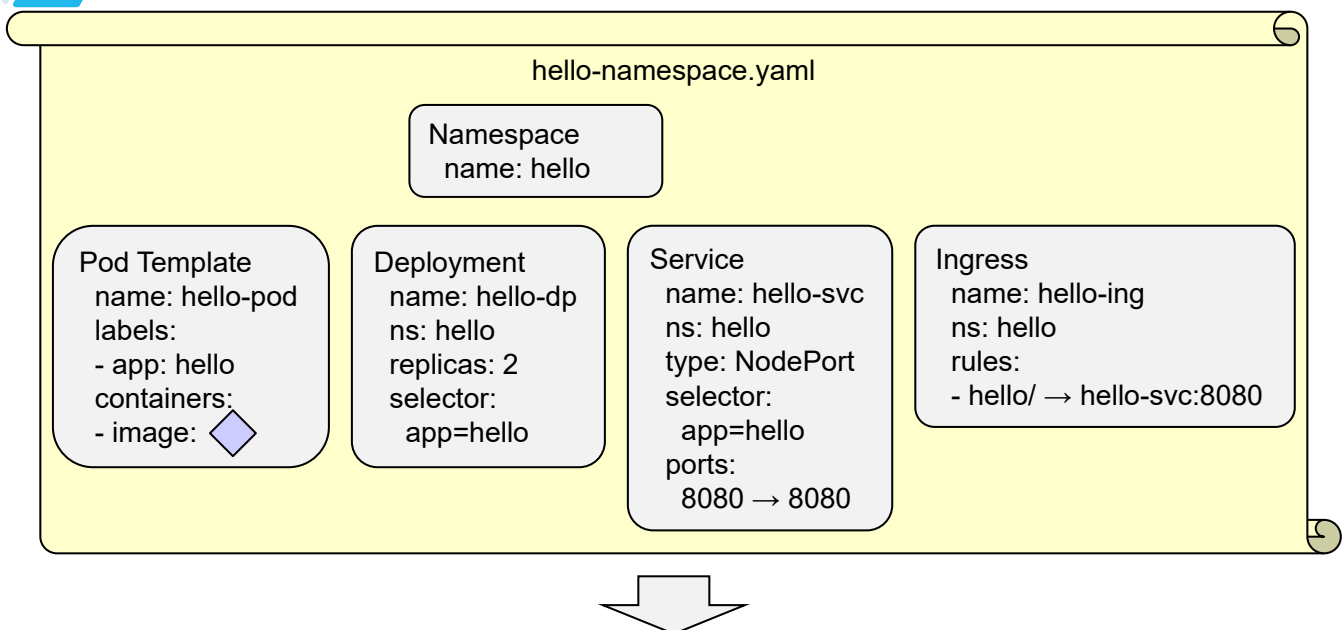 hello-namespace.yaml
Namespace
name: hello
Pod Template
name: hello-pod
labels:
- app: hello
containers:
- image:
Deployment
name: hello-dp
ns: hello
replicas: 2
selector:
app=hello
Service
name: hello-svc
ns: hello
type: NodePort
selector:
app=hello
ports:
8080 → 8080
Ingress
name: hello-ing
ns: hello
rules:
- hello/ → hello-svc:8080